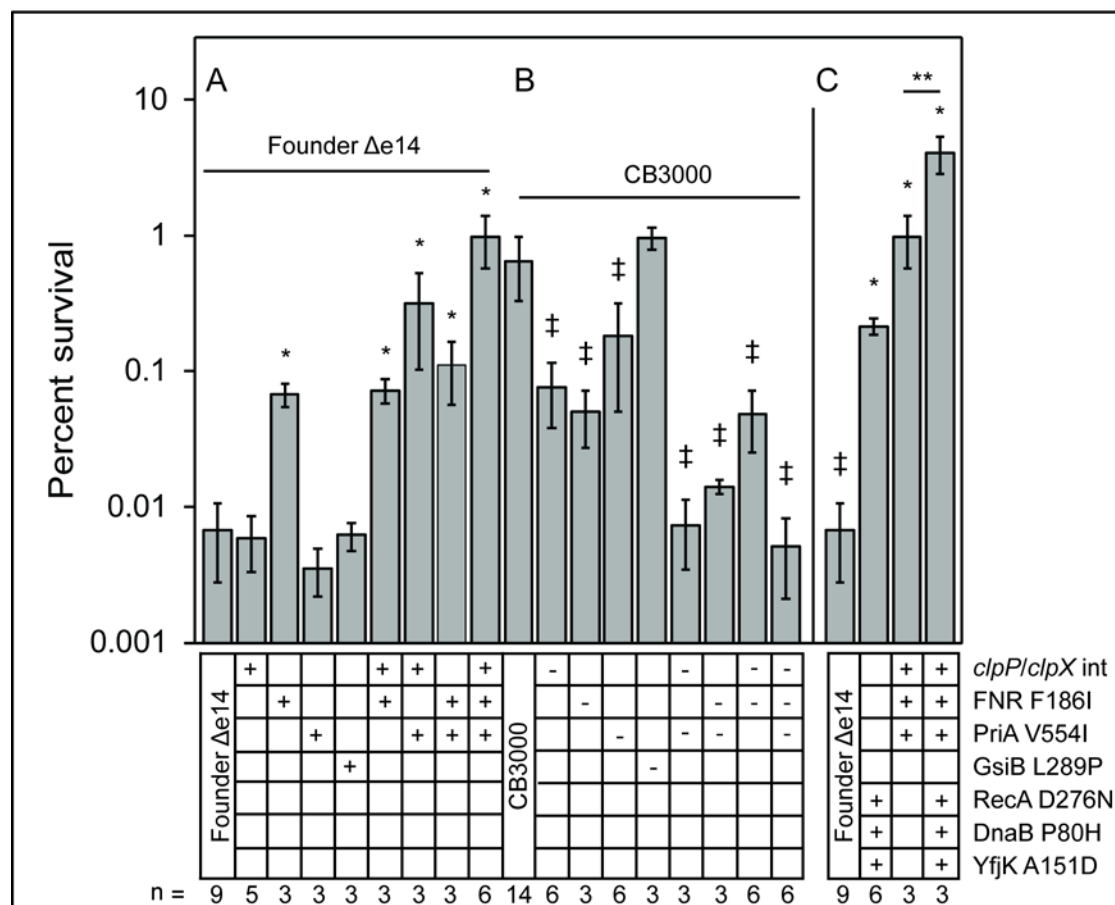 A B C
Founder Δe14
CB3000
Percent survival
10
1
0.1
0.01
0.001
* * * * *
‡ ‡ ‡ ‡ ‡ ‡ ‡
‡ * * ** *
Founder Δe14 CB3000 Founder Δe14
+ + + + - - - - + + clpP/clpX int
+ + + + - - - - + + FNR F186I
+ + + + - - - - + + PriA V554I
+ - GsiB L289P
+ + RecA D276N
+ + DnaB P80H
+ + YfjK A151D
n = 9 5 3 3 3 3 3 3 6 14 6 3 6 3 3 3 6 6 9 6 3 3